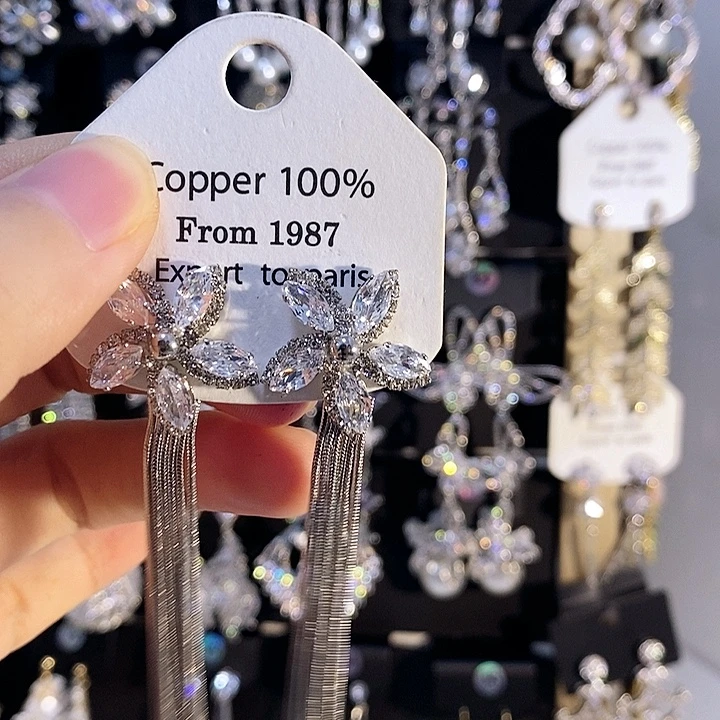 Copper 100%
From 1987
Export to paris